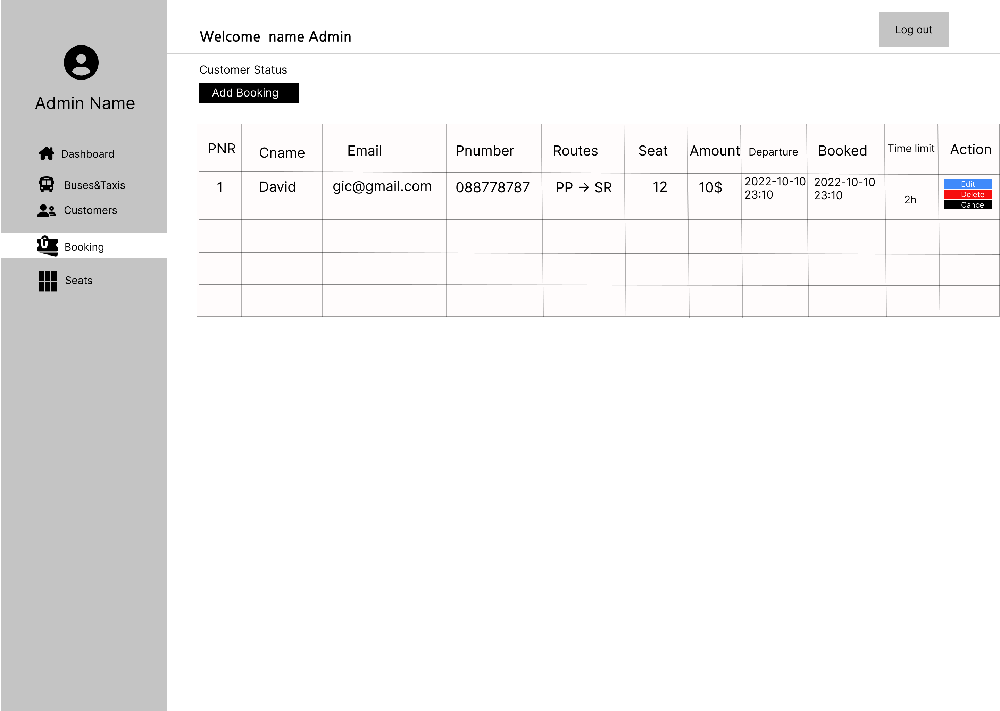 Welcome name Admin
Log out
Admin Name
Dashboard
Buses&Taxis
Customers
Booking
Seats
Customer Status
Add Booking
PNR Cname Email Pnumber Routes Seat Amount Departure Booked Time limit Action
1 David gic@gmail.com 088778787 PP → SR 12 10$ 2022-10-10 23:10 2022-10-10 23:10 2h
Edit
Delete
Cancel